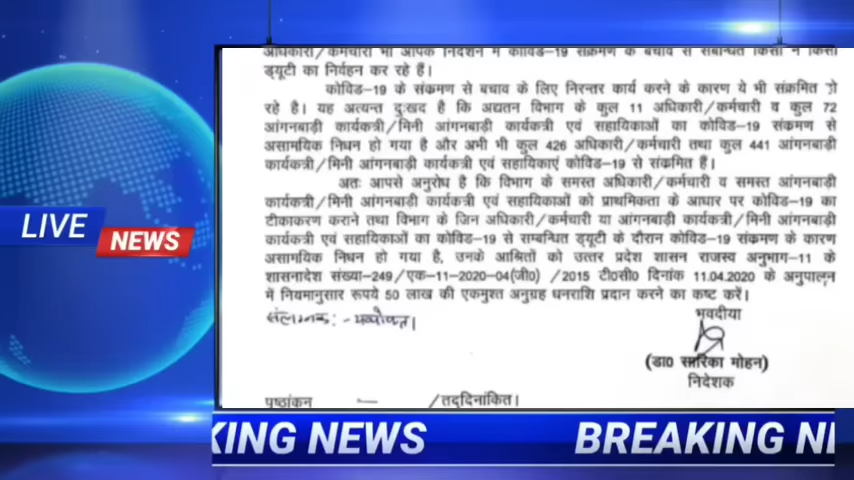 अधिकारी/कर्मचारी भी आपके निर्देशन में कोविड-19 संक्रमण के बचाव से संबन्धित किसी न किसी
ड्यूटी का निर्वहन कर रहे हैं।
कोविड-19 के संक्रमण से बचाव के लिए निरन्तर कार्य करने के कारण ये भी संक्रमित हो
रहे है। यह अत्यन्त दुःखद है कि अद्यतन विभाग के कुल 11 अधिकारी/कर्मचारी व कुल 72
आंगनबाड़ी कार्यकत्री/मिनी आंगनबाड़ी कार्यकत्री एवं सहायिकाओं का कोविड-19 संक्रमण से
असामयिक निधन हो गया है और अभी भी कुल 426 अधिकारी/कर्मचारी तथा कुल 441 आंगनबाड़ी
कार्यकत्री/मिनी आंगनबाड़ी कार्यकत्री एवं सहायिकाएं कोविड-19 से संक्रमित हैं।
अतः आपसे अनुरोध है कि विभाग के समस्त अधिकारी/कर्मचारी व समस्त आंगनबाड़ी
कार्यकत्री/मिनी आंगनबाड़ी कार्यकत्री एवं सहायिकाओं को प्राथमिकता के आधार पर कोविड-19 का
टीकाकरण कराने तथा विभाग के जिन अधिकारी/कर्मचारी या आंगनबाड़ी कार्यकत्री/मिनी आंगनबाड़ी
कार्यकत्री एवं सहायिकाओं का कोविड-19 से सम्बन्धित ड्यूटी के दौरान कोविड-19 संक्रमण के कारण
असामयिक निधन हो गया है, उनके आश्रितों को उत्तर प्रदेश शासन राजस्व अनुभाग-11 के
शासनादेश संख्या-249/एक-11-2020-04(जी0)/2015 टी0सी0 दिनांक 11.04.2020 के अनुपालन
में नियमानुसार रूपये 50 लाख की एकमुश्त अनुग्रह धनराशि प्रदान करने का कष्ट करें।
संलग्नक:-यथोक्त।
भवदीया
(डा0 सारिका मोहन)
निदेशक
पृष्ठांकन — /तद्दिनांकित।
LIVE
NEWS
KING NEWS
BREAKING NE